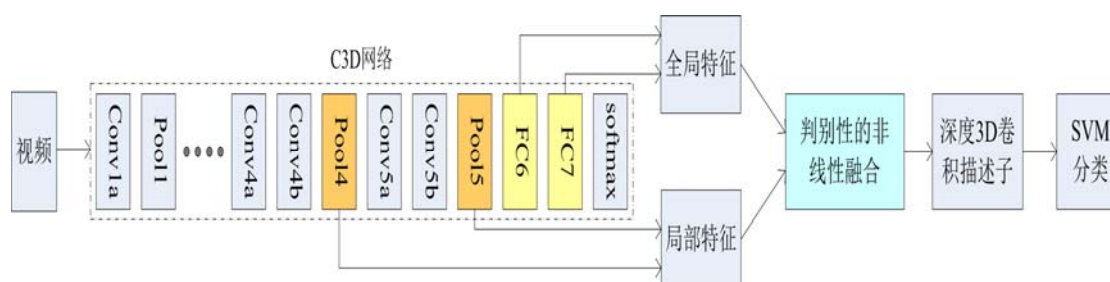 C3D网络
视频
Conv1a
Pool1
Conv4a
Conv4b
Pool4
Conv5a
Conv5b
Pool5
FC6
FC7
softmax
全局特征
局部特征
判别性的非
线性融合
深度3D卷
积描述子
SVM
分类